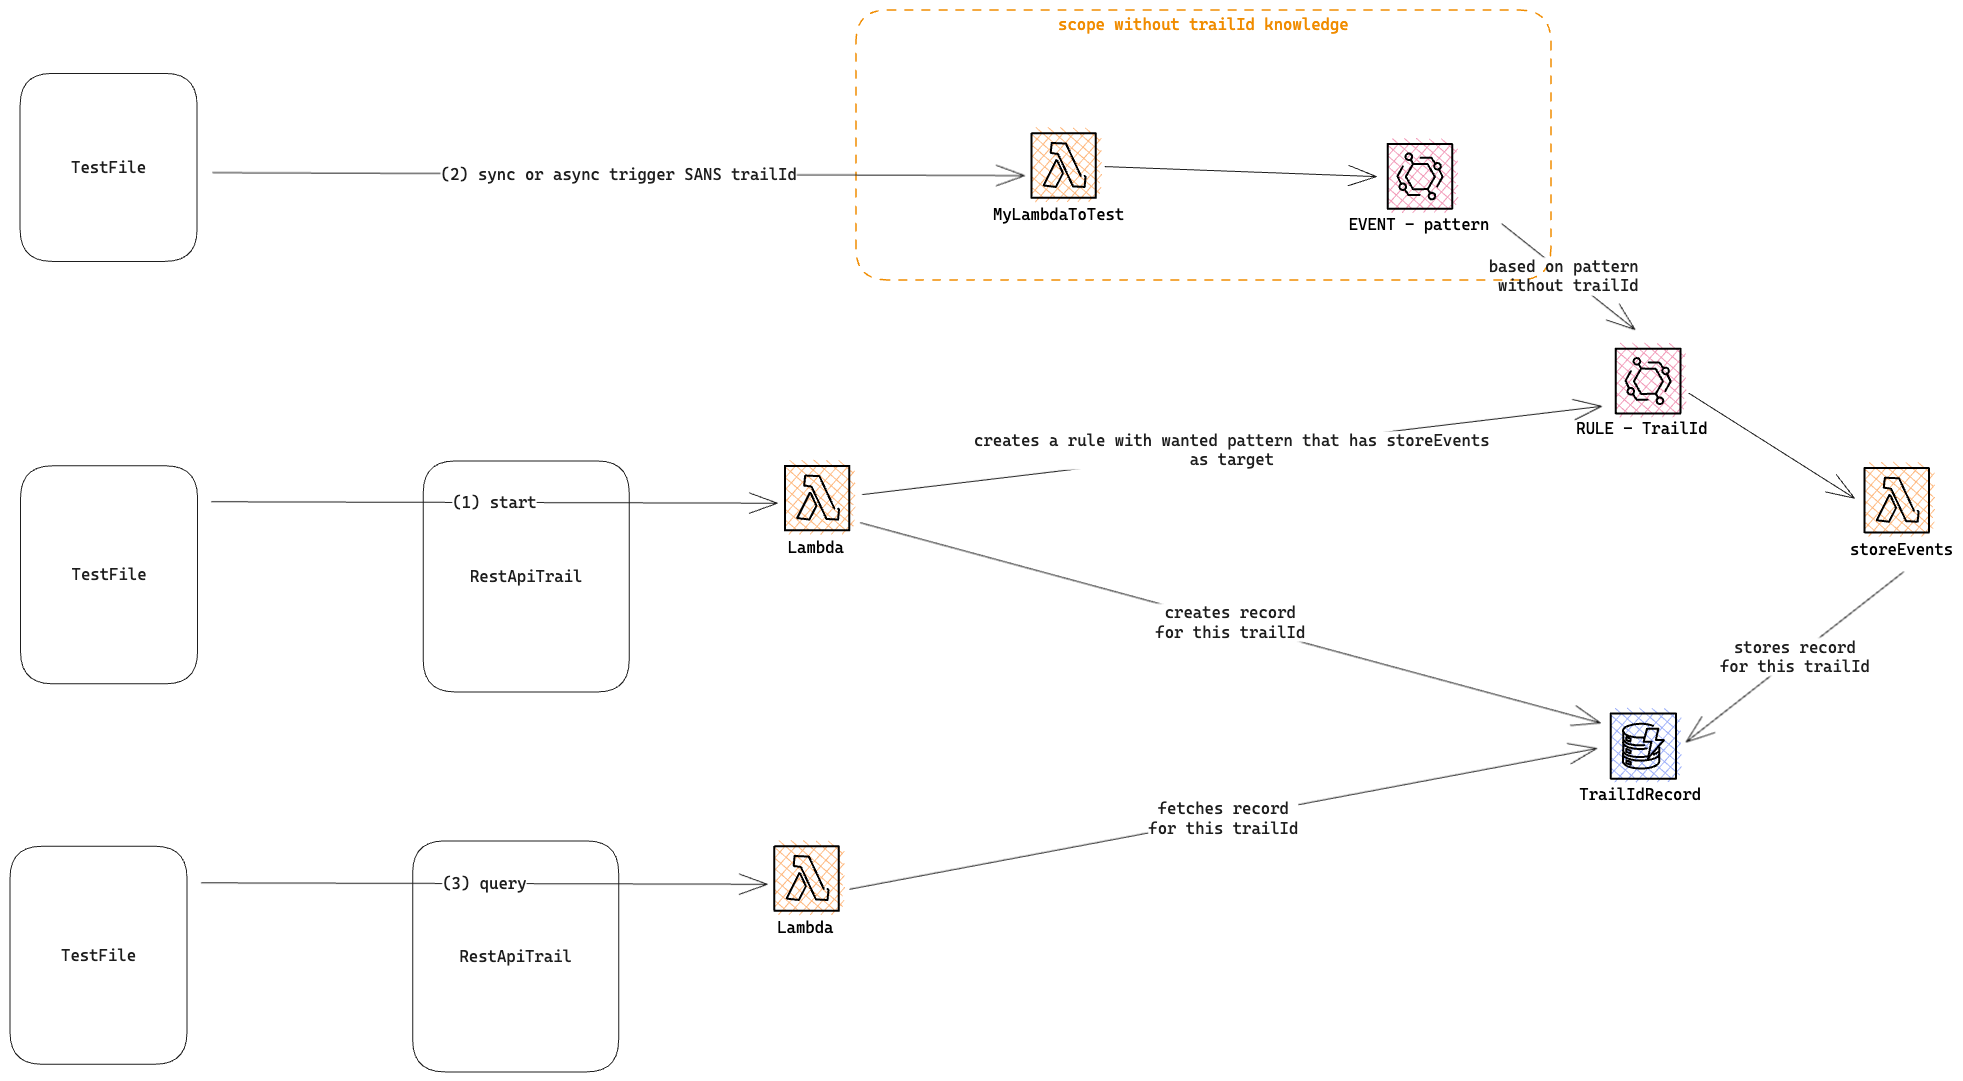 scope without trailId knowledge
TestFile
(2) sync or async trigger SANS trailId
MyLambdaToTest
EVENT - pattern
based on pattern
without trailId
RULE - TrailId
creates a rule with wanted pattern that has storeEvents
as target
(1) start
Lambda
storeEvents
TestFile
RestApiTrail
creates record
for this trailId
stores record
for this trailId
TrailIdRecord
fetches record
for this trailId
(3) query
Lambda
TestFile
RestApiTrail